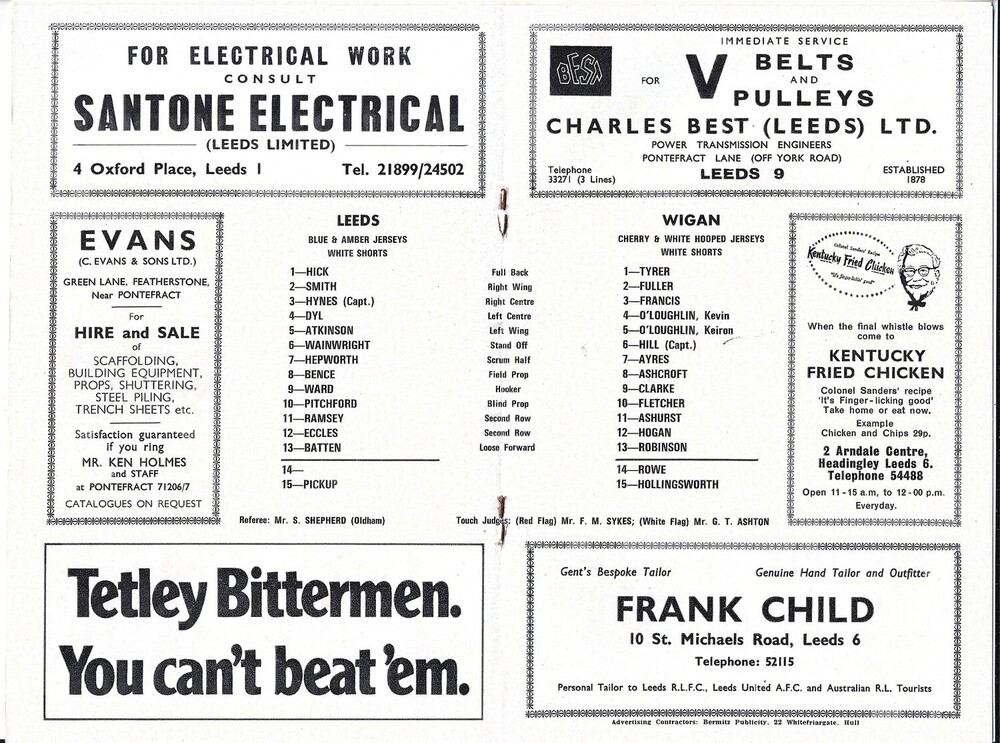 FOR ELECTRICAL WORK
CONSULT
SANTONE ELECTRICAL
(LEEDS LIMITED)
4 Oxford Place, Leeds 1 Tel. 21899/24502
IMMEDIATE SERVICE
BESN FOR V BELTS
AND
PULLEYS
CHARLES BEST (LEEDS) LTD.
POWER TRANSMISSION ENGINEERS
PONTEFRACT LANE (OFF YORK ROAD)
Telephone
33271 (3 Lines)
LEEDS 9
ESTABLISHED
1878
EVANS
(C. EVANS & SONS LTD.)
GREEN LANE, FEATHERSTONE,
Near PONTEFRACT
For
HIRE and SALE
of
SCAFFOLDING,
BUILDING EQUIPMENT,
PROPS, SHUTTERING,
STEEL PILING,
TRENCH SHEETS etc.
Satisfaction guaranteed
if you ring
MR. KEN HOLMES
and STAFF
at PONTEFRACT 71206/7
CATALOGUES ON REQUEST
LEEDS
BLUE & AMBER JERSEYS
WHITE SHORTS
1—HICK
2—SMITH
3—HYNES (Capt.)
4—DYL
5—ATKINSON
6—WAINWRIGHT
7—HEPWORTH
8—BENCE
9—WARD
10—PITCHFORD
11—RAMSEY
12—ECCLES
13—BATTEN
14—
15—PICKUP
Full Back
Right Wing
Right Centre
Left Centre
Left Wing
Stand Off
Scrum Half
Field Prop
Hooker
Blind Prop
Second Row
Second Row
Loose Forward
WIGAN
CHERRY & WHITE HOOPED JERSEYS
WHITE SHORTS
1—TYRER
2—FULLER
3—FRANCIS
4—O'LOUGHLIN, Kevin
5—O'LOUGHLIN, Keiron
6—HILL (Capt.)
7—AYRES
8—ASHCROFT
9—CLARKE
10—FLETCHER
11—ASHURST
12—HOGAN
13—ROBINSON
14—ROWE
15—HOLLINGSWORTH
Referee: Mr. S. SHEPHERD (Oldham) Touch Judges: (Red Flag) Mr. F. M. SYKES; (White Flag) Mr. G. T. ASHTON
Colonel Sanders' Recipe
Kentucky Fried Chicken
"It's finger-lickin' good"
When the final whistle blows
come to
KENTUCKY
FRIED CHICKEN
Colonel Sanders' recipe
'It's Finger-licking good'
Take home or eat now.
Example
Chicken and Chips 29p.
2 Arndale Centre,
Headingley Leeds 6.
Telephone 54488
Open 11-15 a.m, to 12-00 p.m.
Everyday.
Tetley Bittermen.
You can't beat 'em.
Gent's Bespoke Tailor Genuine Hand Tailor and Outfitter
FRANK CHILD
10 St. Michaels Road, Leeds 6
Telephone: 52115
Personal Tailor to Leeds R.L.F.C., Leeds United A.F.C. and Australian R.L. Tourists
Advertising Contractors: Bermitz Publicity, 22 Whitefriargate, Hull